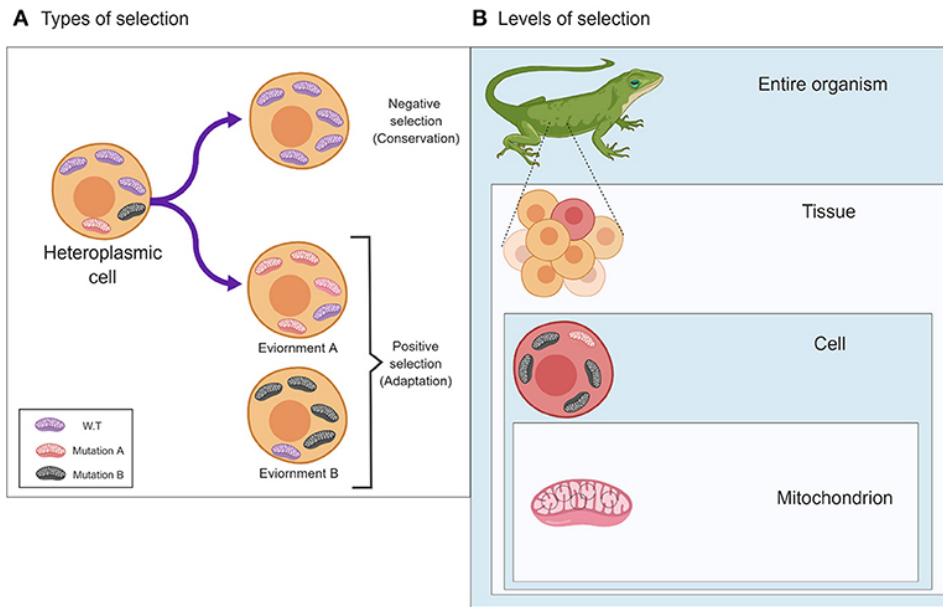 A Types of selection
Negative
selection
(Conservation)
Heteroplasmic
cell
Eviornment A
Positive
selection
(Adaptation)
Eviornment B
W.T
Mutation A
Mutation B
B Levels of selection
Entire organism
Tissue
Cell
Mitochondrion